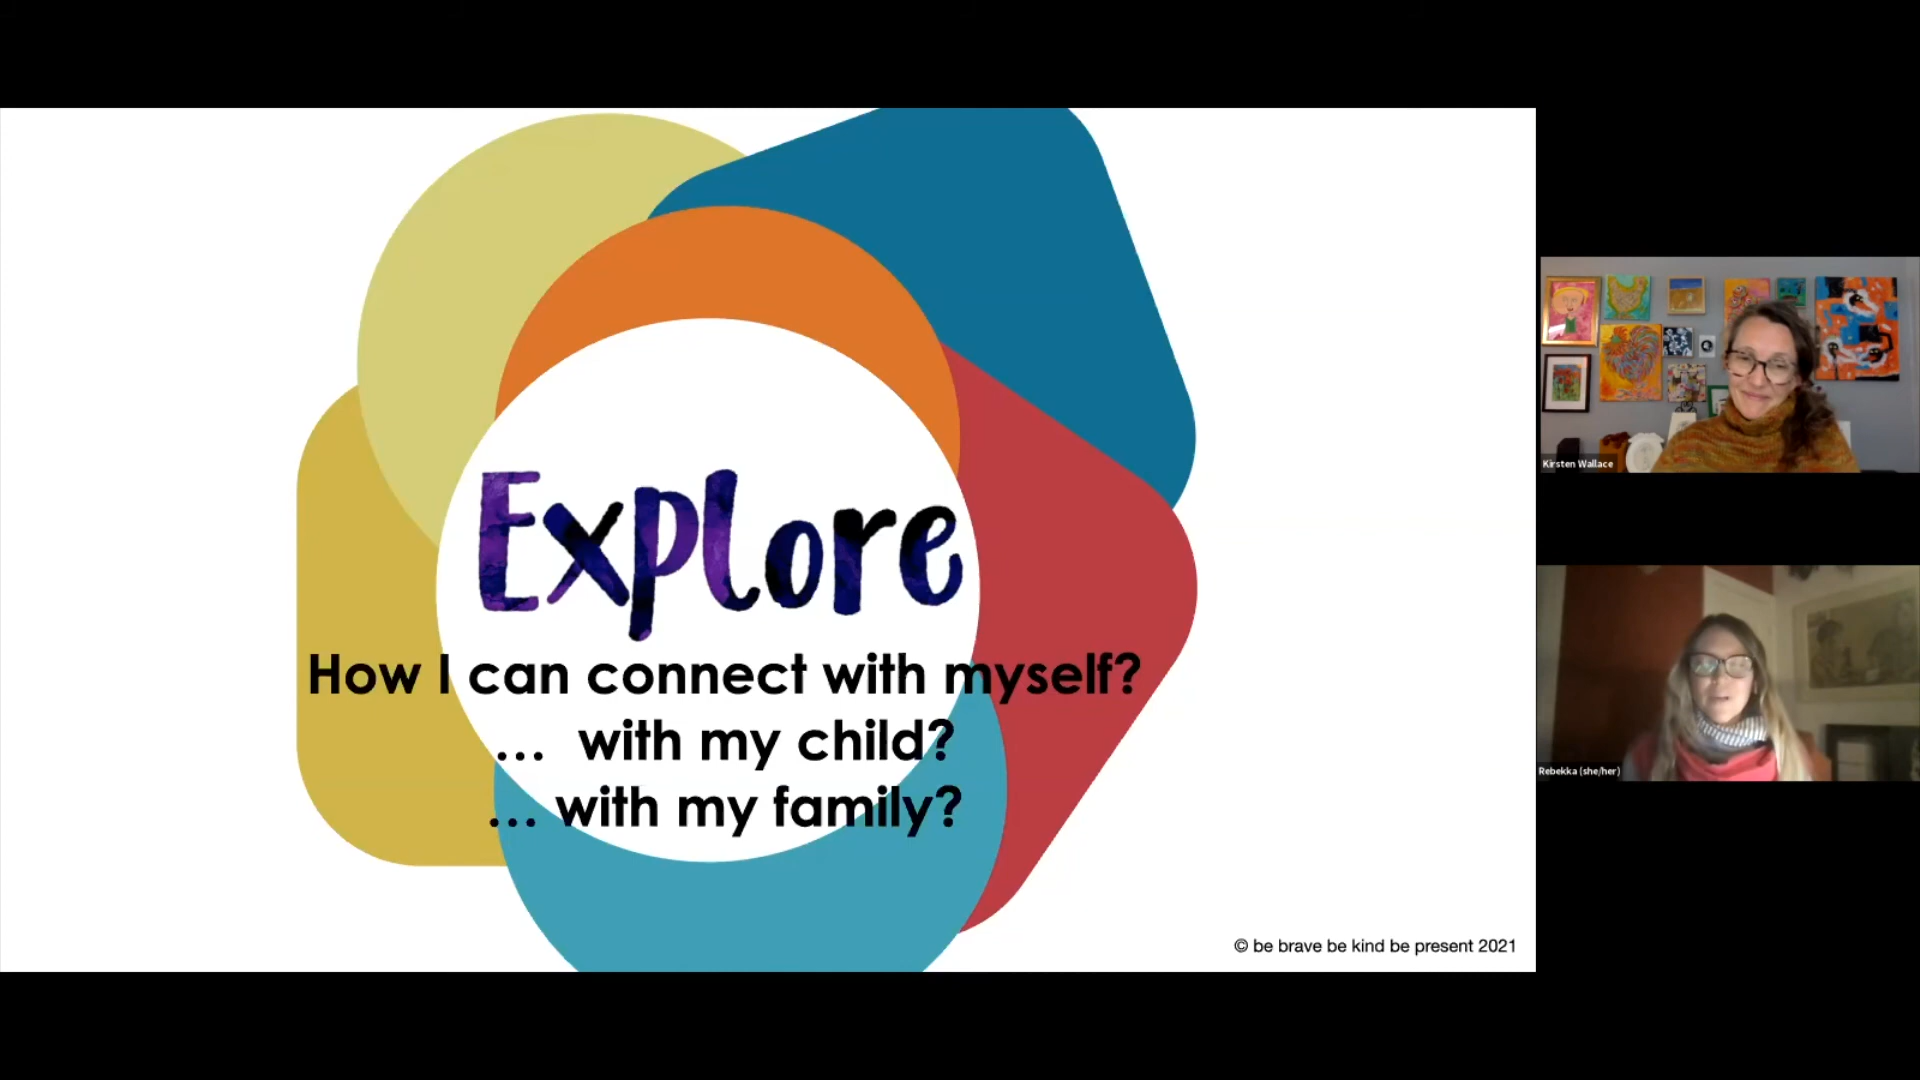 Explore
How I can connect with myself?
... with my child?
... with my family?
© be brave be kind be present 2021
Kirsten Wallace
Rebekka (she/her)